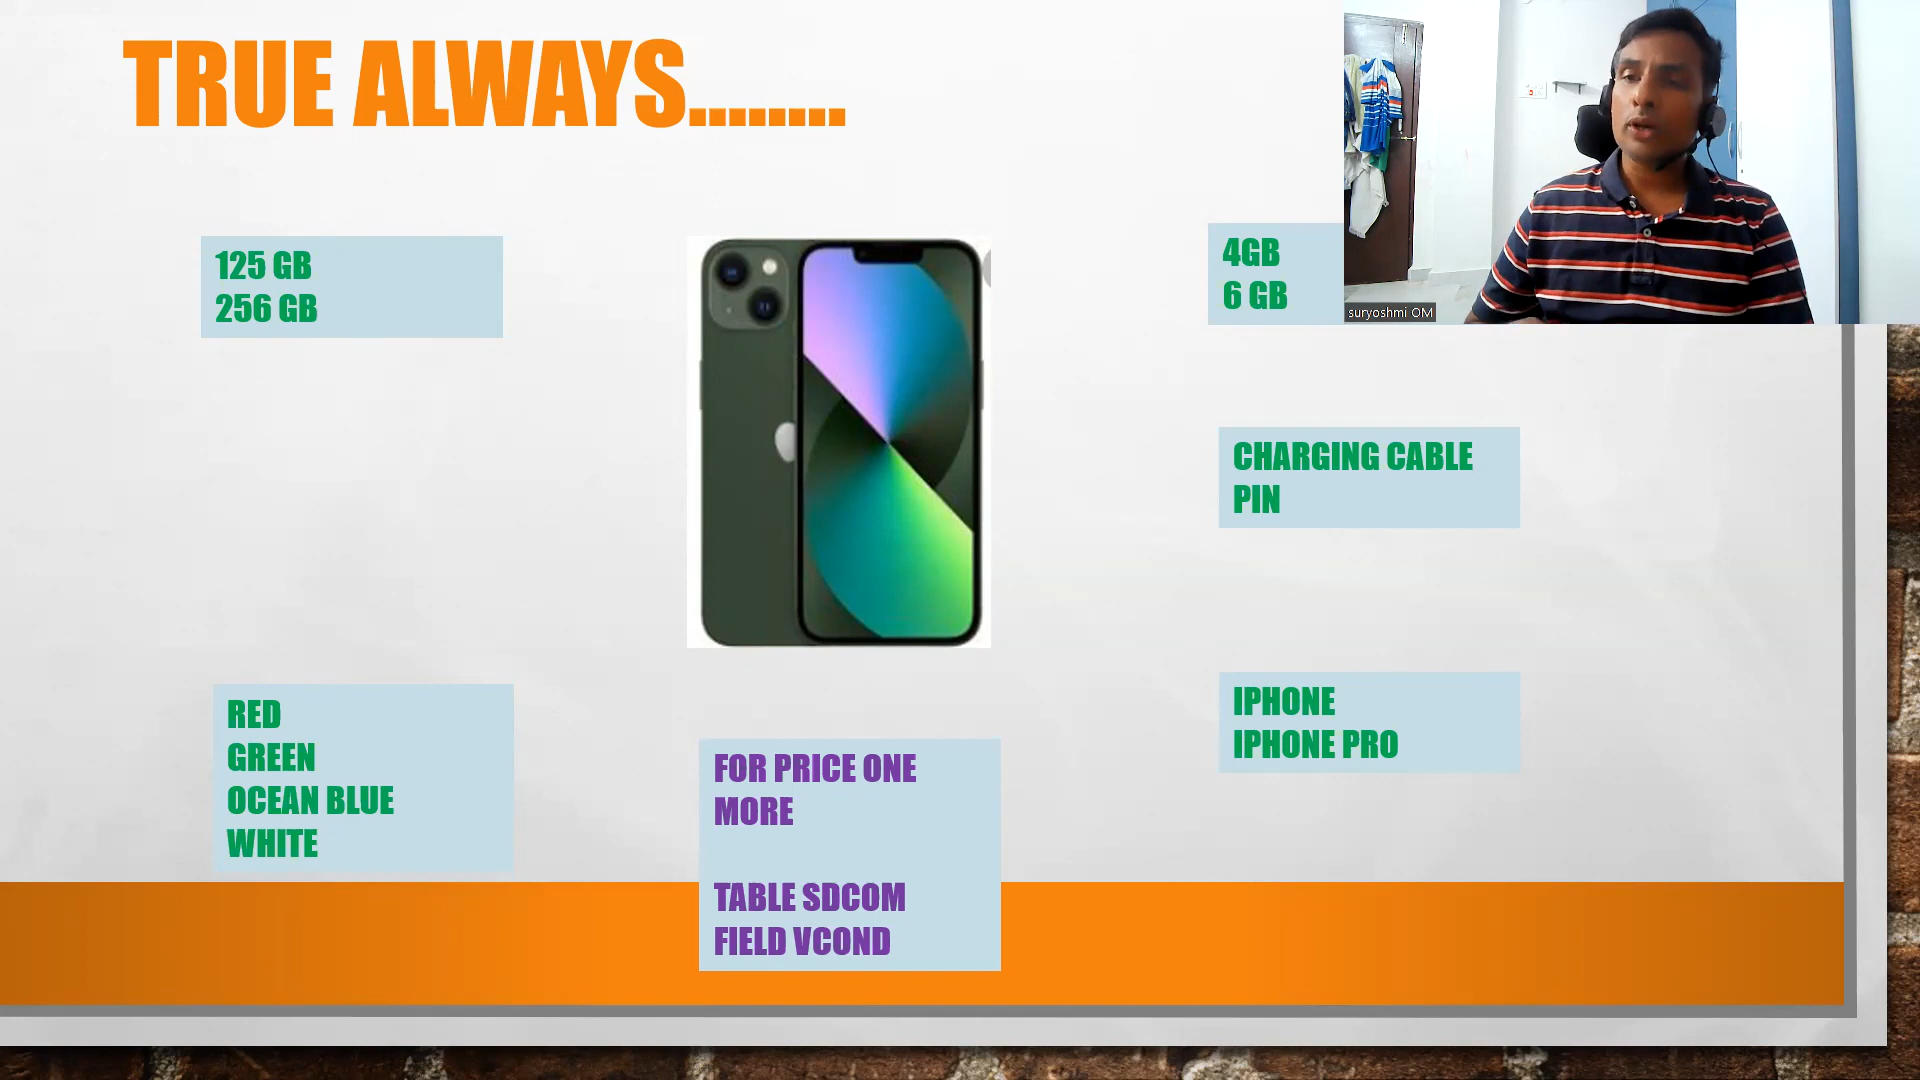 TRUE ALWAYS........
125 GB
256 GB
4GB
6 GB
suryoshmi OM
CHARGING CABLE
PIN
RED
GREEN
OCEAN BLUE
WHITE
FOR PRICE ONE
MORE
TABLE SDCOM
FIELD VCOND
IPHONE
IPHONE PRO